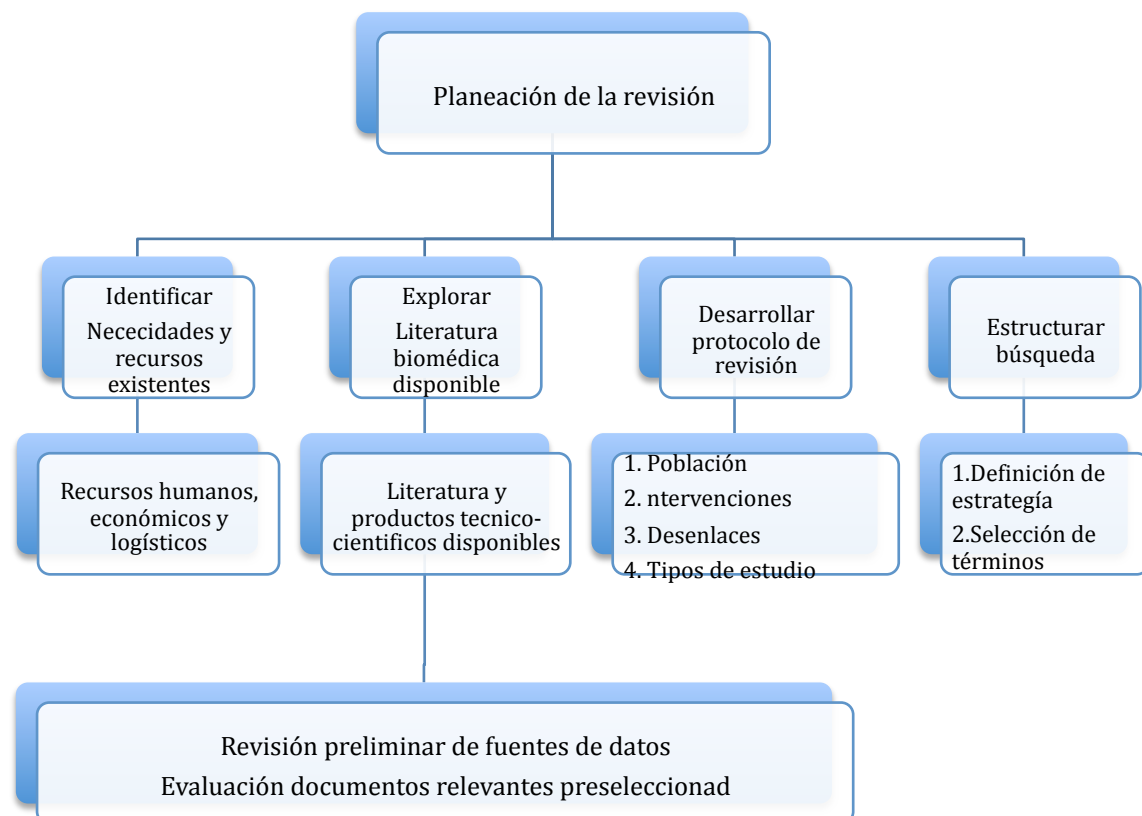 Planeación de la revisión
Identificar
Nececidades y
recursos
existentes
Explorar
Literatura
biomédica
disponible
Desarrollar
protocolo de
revisión
Estructurar
búsqueda
Recursos humanos,
económicos y
logísticos
Literatura y
productos tecnico-
cientificos disponibles
1. Población
2. ntervenciones
3. Desenlaces
4. Tipos de estudio
1.Definición de
estrategía
2.Selección de
términos
Revisión preliminar de fuentes de datos
Evaluación documentos relevantes preseleccionad